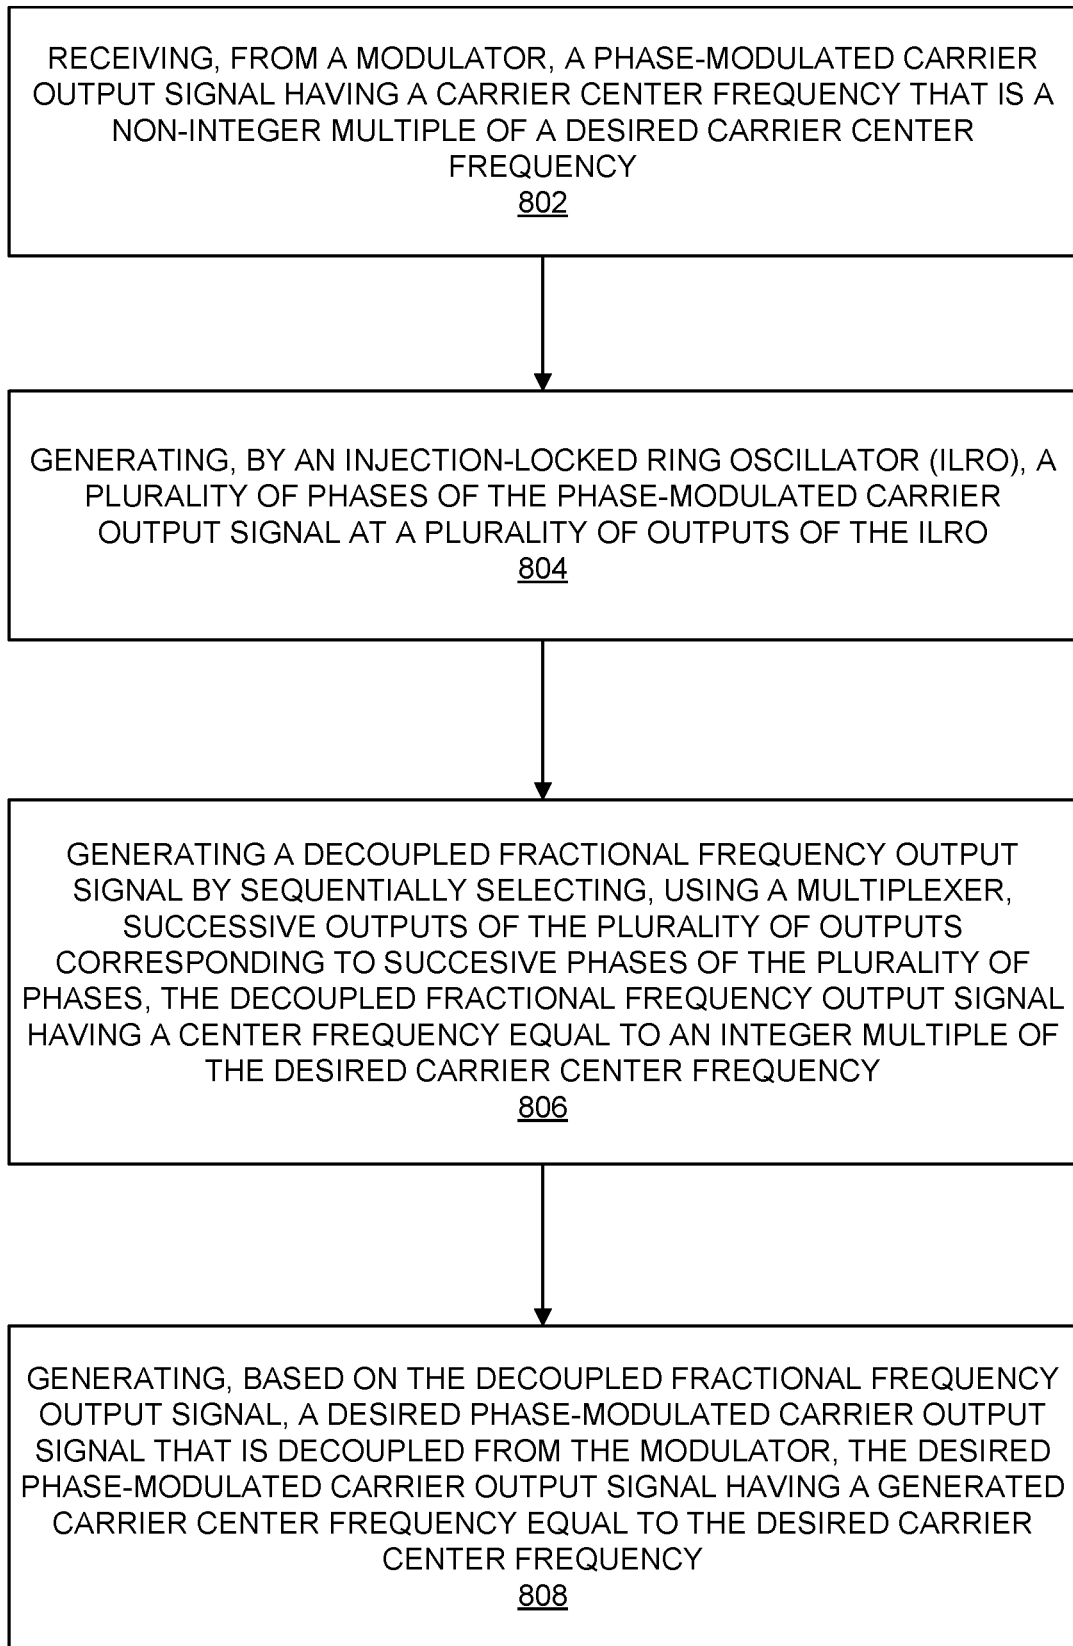 RECEIVING, FROM A MODULATOR, A PHASE-MODULATED CARRIER
OUTPUT SIGNAL HAVING A CARRIER CENTER FREQUENCY THAT IS A
NON-INTEGER MULTIPLE OF A DESIRED CARRIER CENTER
FREQUENCY
802
GENERATING, BY AN INJECTION-LOCKED RING OSCILLATOR (ILRO), A
PLURALITY OF PHASES OF THE PHASE-MODULATED CARRIER
OUTPUT SIGNAL AT A PLURALITY OF OUTPUTS OF THE ILRO
804
GENERATING A DECOUPLED FRACTIONAL FREQUENCY OUTPUT
SIGNAL BY SEQUENTIALLY SELECTING, USING A MULTIPLEXER,
SUCCESSIVE OUTPUTS OF THE PLURALITY OF OUTPUTS
CORRESPONDING TO SUCCESIVE PHASES OF THE PLURALITY OF
PHASES, THE DECOUPLED FRACTIONAL FREQUENCY OUTPUT SIGNAL
HAVING A CENTER FREQUENCY EQUAL TO AN INTEGER MULTIPLE OF
THE DESIRED CARRIER CENTER FREQUENCY
806
GENERATING, BASED ON THE DECOUPLED FRACTIONAL FREQUENCY
OUTPUT SIGNAL, A DESIRED PHASE-MODULATED CARRIER OUTPUT
SIGNAL THAT IS DECOUPLED FROM THE MODULATOR, THE DESIRED
PHASE-MODULATED CARRIER OUTPUT SIGNAL HAVING A GENERATED
CARRIER CENTER FREQUENCY EQUAL TO THE DESIRED CARRIER
CENTER FREQUENCY
808